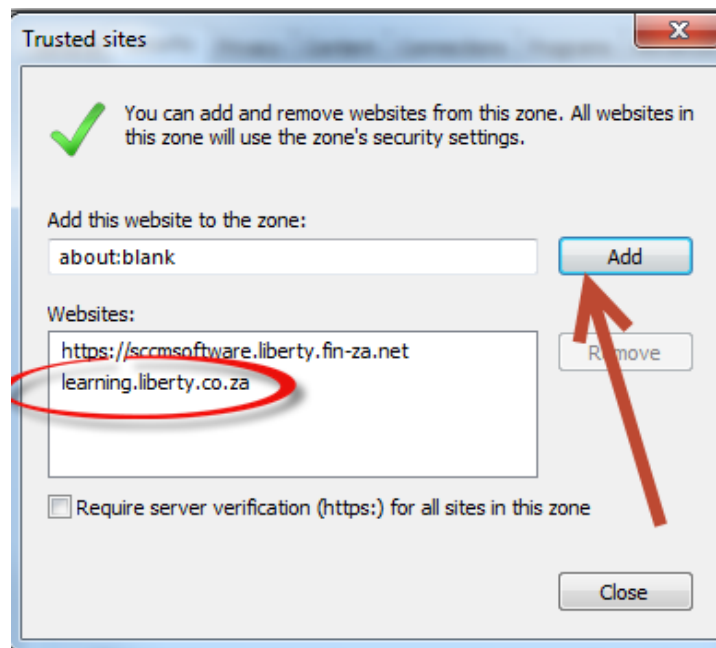 Trusted sites
You can add and remove websites from this zone. All websites in
this zone will use the zone's security settings.
Add this website to the zone:
about:blank
Add
Websites:
https://sccmsoftware.liberty.fin-za.net
learning.liberty.co.za
Remove
Require server verification (https:) for all sites in this zone
Close